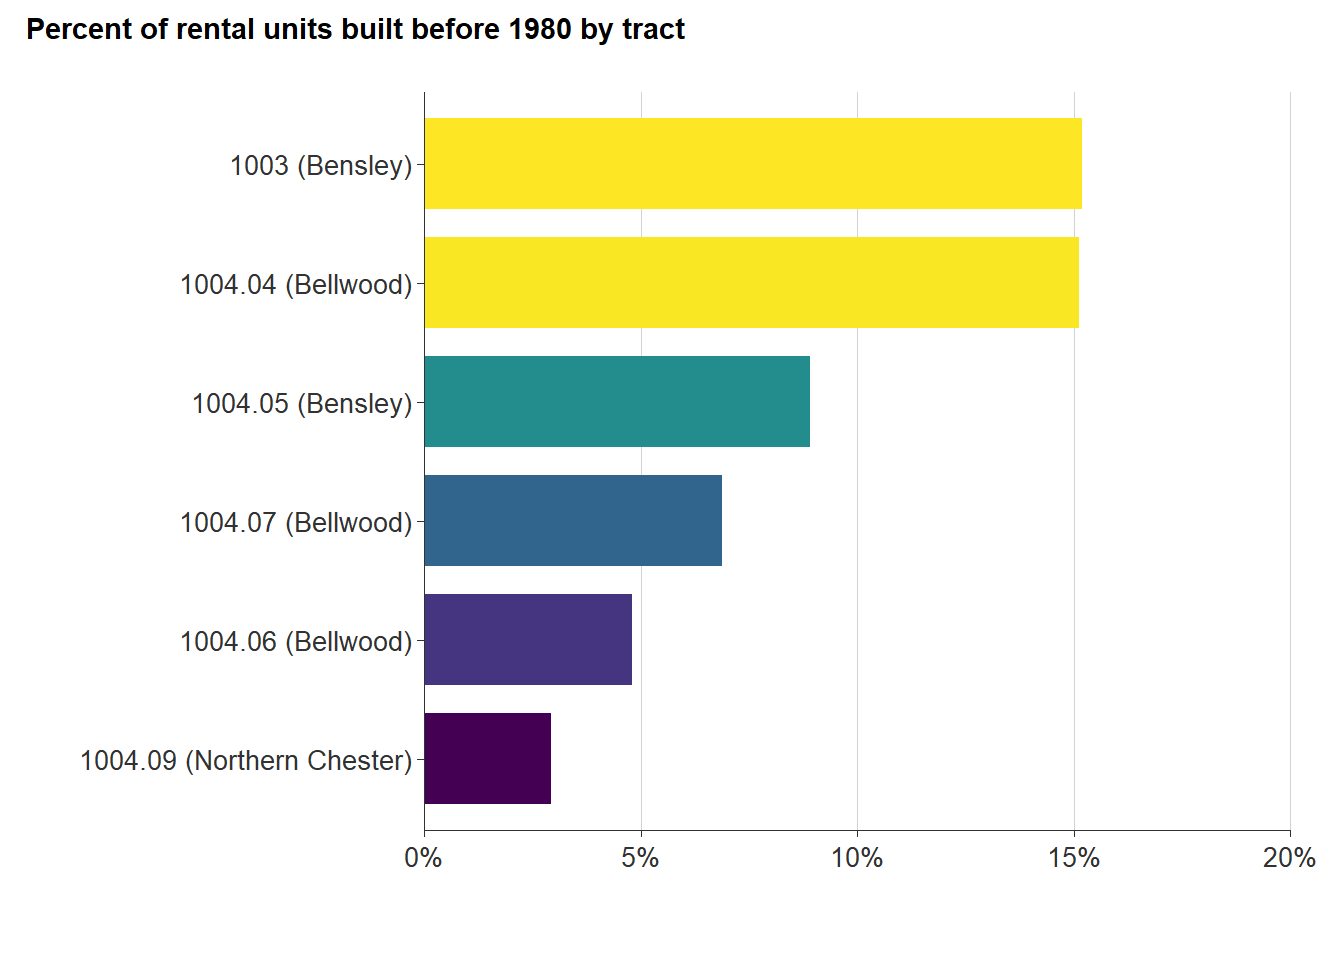 Percent of rental units built before 1980 by tract
1003 (Bensley)
1004.04 (Bellwood)
1004.05 (Bensley)
1004.07 (Bellwood)
1004.06 (Bellwood)
1004.09 (Northern Chester)
0% 5% 10% 15% 20%